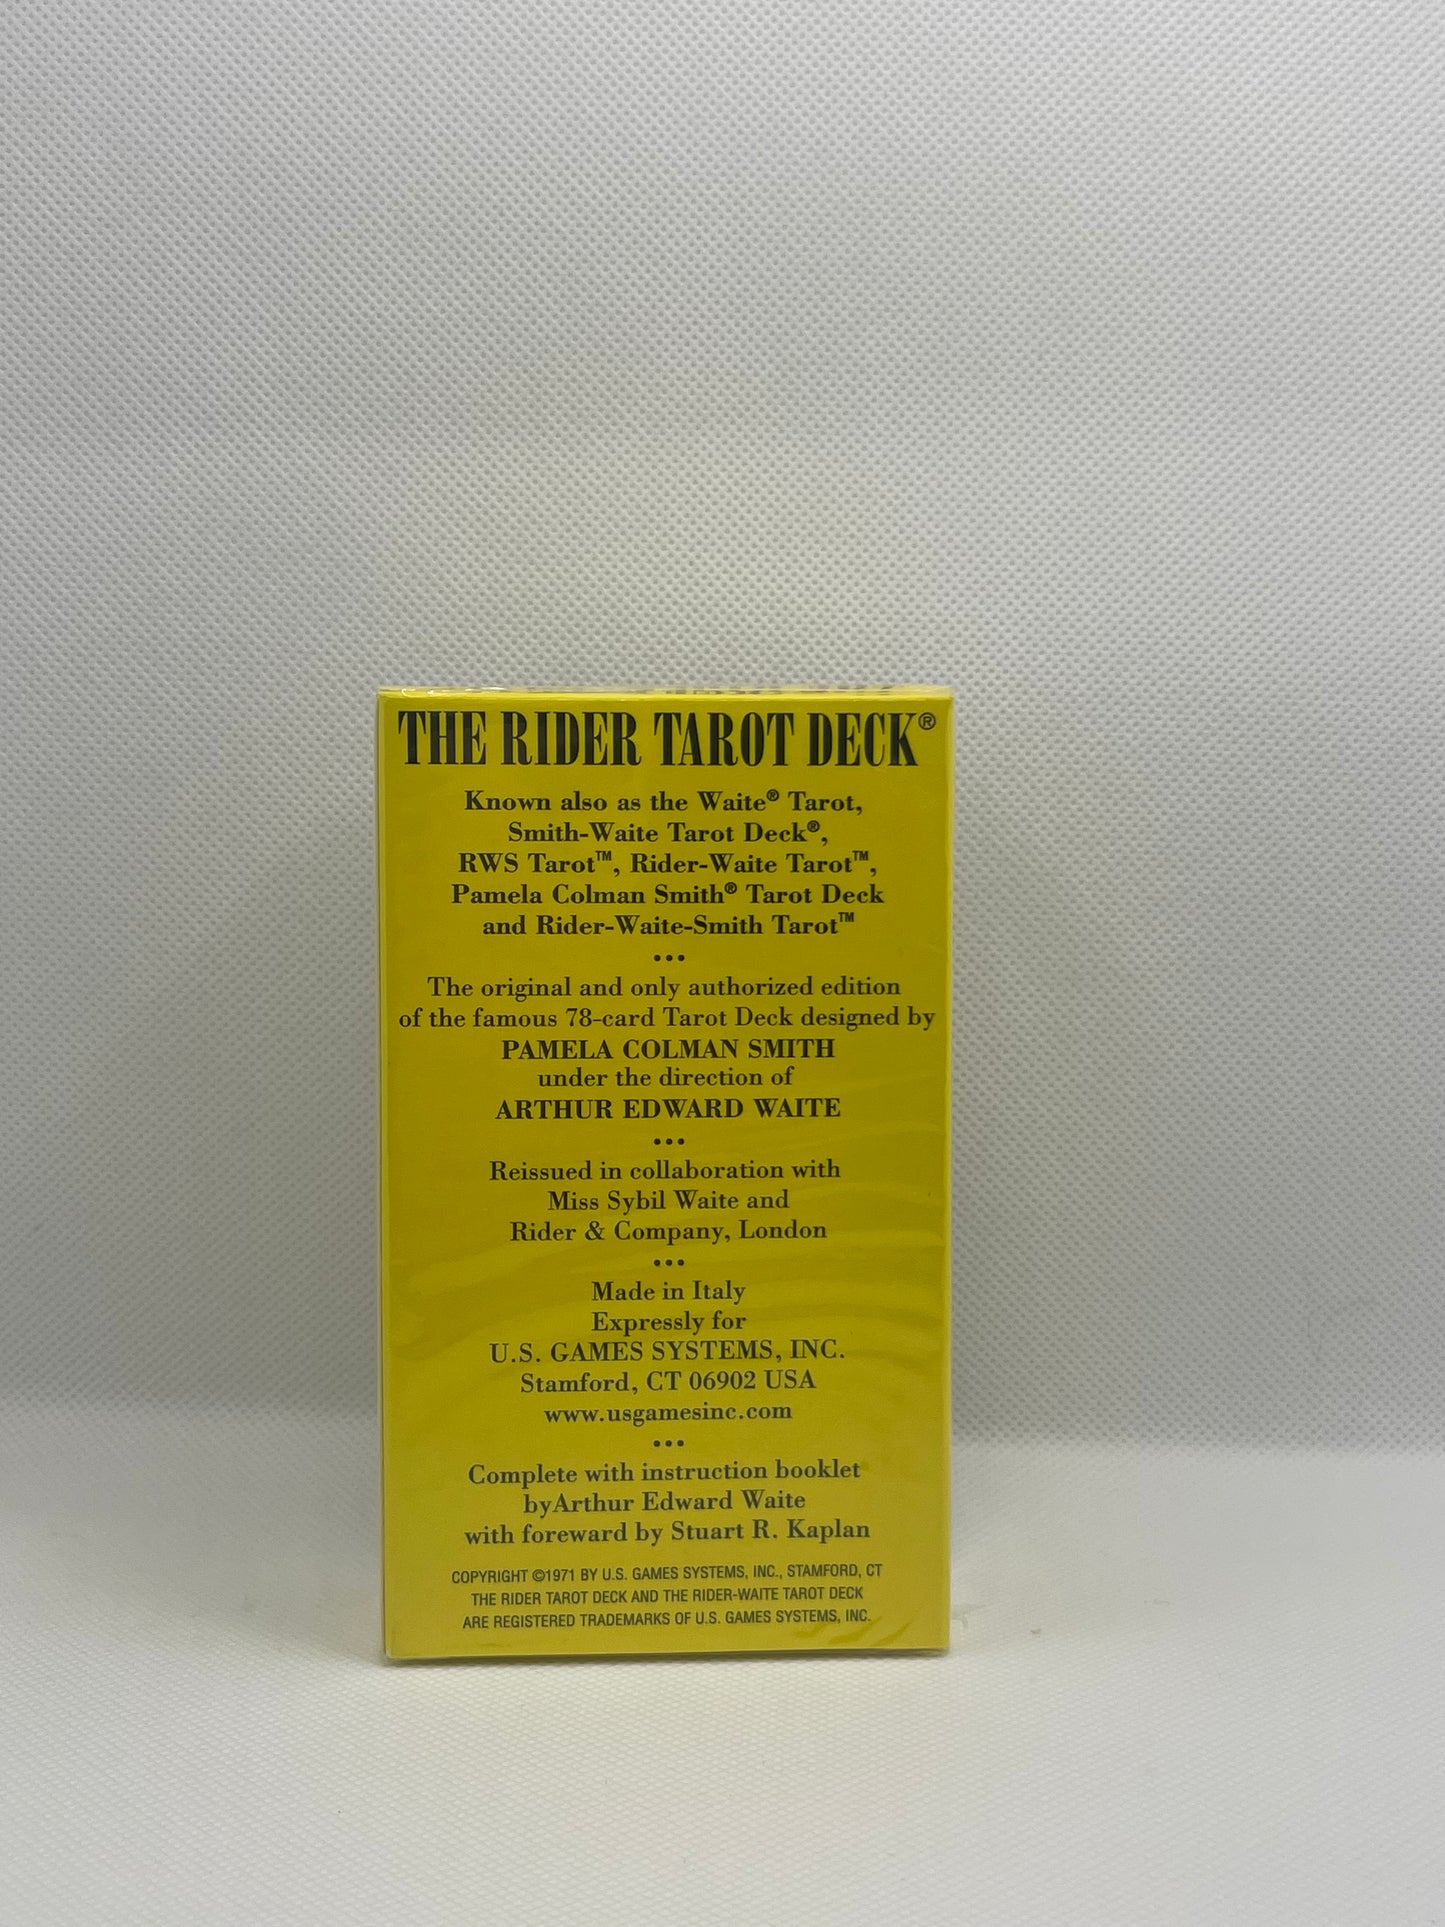 THE RIDER TAROT DECK®
Known also as the Waite® Tarot,
Smith-Waite Tarot Deck®,
RWS Tarot™, Rider-Waite Tarot™,
Pamela Colman Smith® Tarot Deck
and Rider-Waite-Smith Tarot™
•••
The original and only authorized edition
of the famous 78-card Tarot Deck designed by
PAMELA COLMAN SMITH
under the direction of
ARTHUR EDWARD WAITE
•••
Reissued in collaboration with
Miss Sybil Waite and
Rider & Company, London
•••
Made in Italy
Expressly for
U.S. GAMES SYSTEMS, INC.
Stamford, CT 06902 USA
www.usgamesinc.com
•••
Complete with instruction booklet
byArthur Edward Waite
with foreward by Stuart R. Kaplan
COPYRIGHT ©1971 BY U.S. GAMES SYSTEMS, INC., STAMFORD, CT
THE RIDER TAROT DECK AND THE RIDER-WAITE TAROT DECK
ARE REGISTERED TRADEMARKS OF U.S. GAMES SYSTEMS, INC.